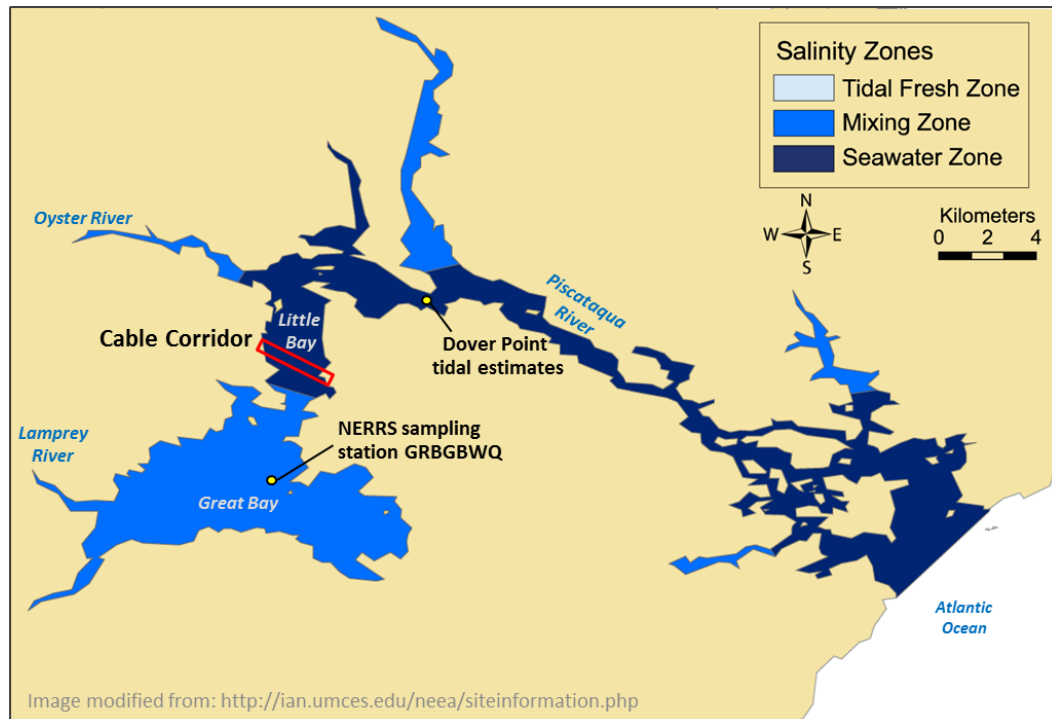 Salinity Zones
Tidal Fresh Zone
Mixing Zone
Seawater Zone
N
W E
S
Kilometers
0 2 4
Oyster River
Piscataqua
River
Little
Bay
Cable Corridor
Dover Point
tidal estimates
Lamprey
River
NERRS sampling
station GRBGBWQ
Great Bay
Atlantic
Ocean
Image modified from: http://ian.umces.edu/neea/siteinformation.php